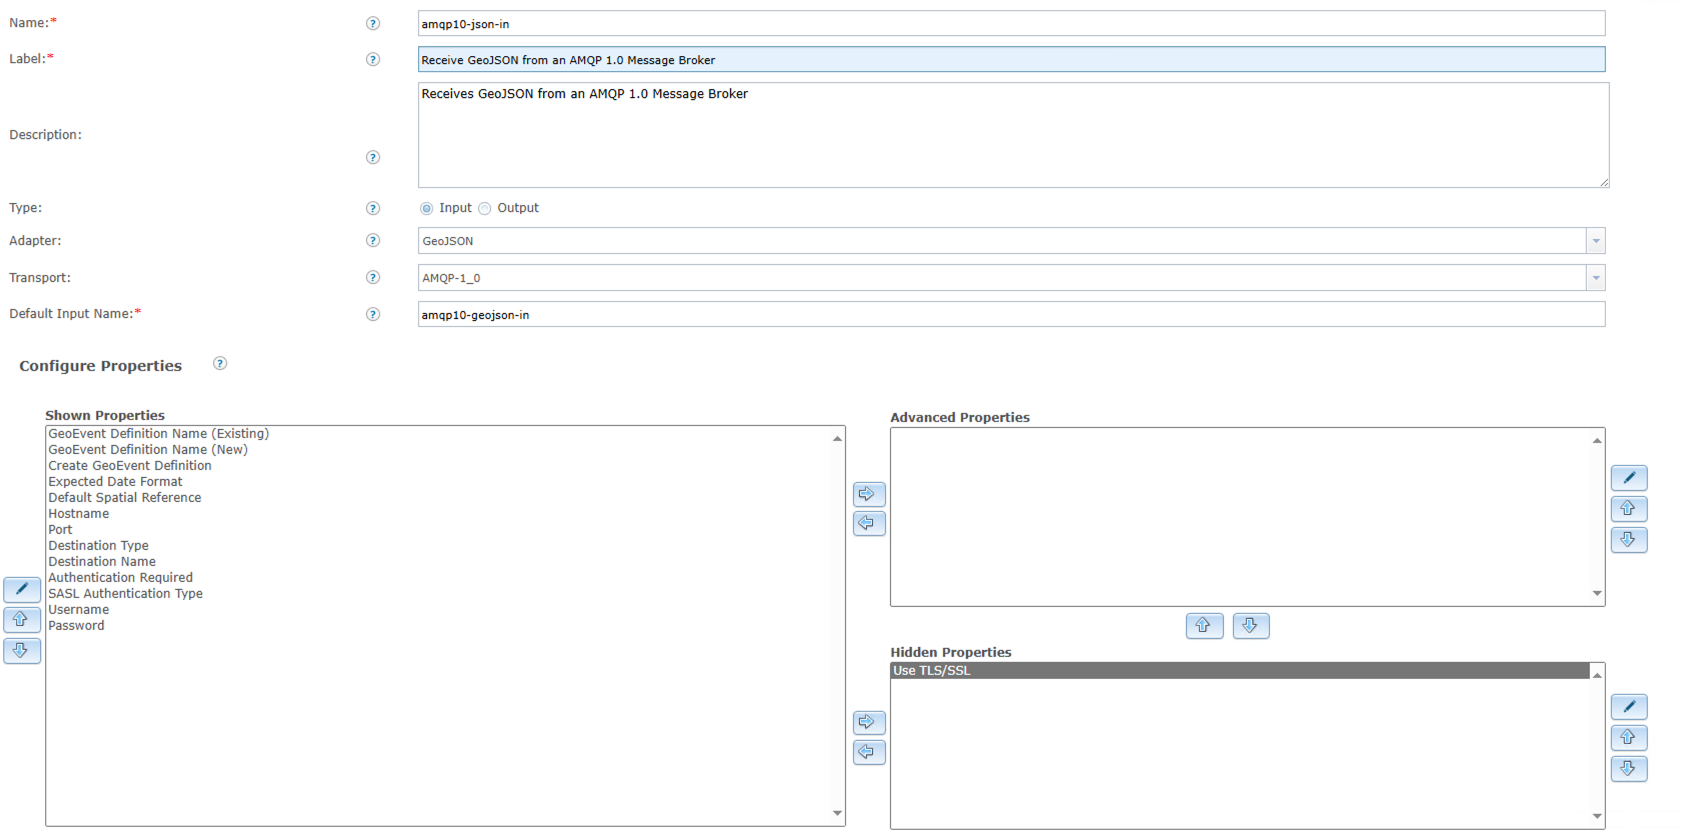 Name:*
amqp10-json-in
Label:*
Receive GeoJSON from an AMQP 1.0 Message Broker
Receives GeoJSON from an AMQP 1.0 Message Broker
Description:
Type:
Input
Output
Adapter:
GeoJSON
Transport:
AMQP-1_0
Default Input Name:*
amqp10-geojson-in
Configure Properties
Shown Properties
GeoEvent Definition Name (Existing)
GeoEvent Definition Name (New)
Create GeoEvent Definition
Expected Date Format
Default Spatial Reference
Hostname
Port
Destination Type
Destination Name
Authentication Required
SASL Authentication Type
Username
Password
Advanced Properties
Hidden Properties
Use TLS/SSL